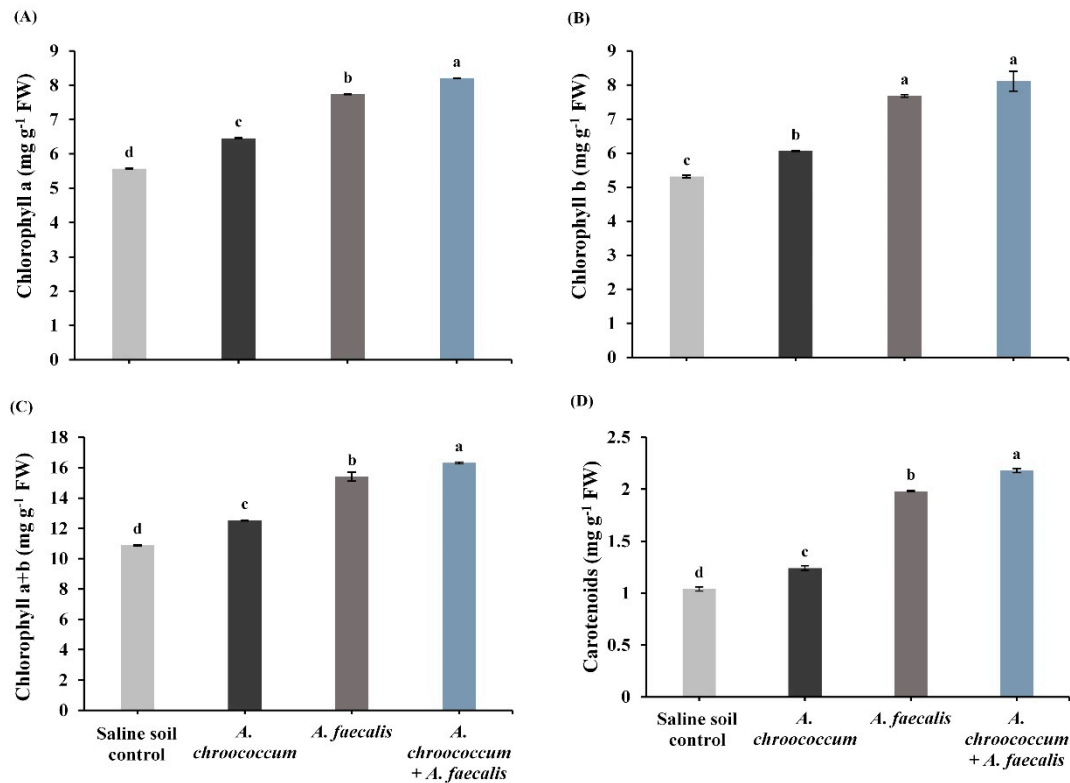 (A)
Chlorophyll a (mg g⁻¹ FW)
9
8
7
6
5
4
3
2
1
0
d
c
b
a
(B)
Chlorophyll b (mg g⁻¹ FW)
9
8
7
6
5
4
3
2
1
0
c
b
a
a
(C)
Chlorophyll a+b (mg g⁻¹ FW)
18
16
14
12
10
8
6
4
2
0
d
c
b
a
Saline soil
control
A.
chroococcum
A. faecalis
A.
chroococcum
+ A. faecalis
(D)
Carotenoids (mg g⁻¹ FW)
2.5
2
1.5
1
0.5
0
d
c
b
a
Saline soil
control
A.
chroococcum
A. faecalis
A.
chroococcum
+ A. faecalis